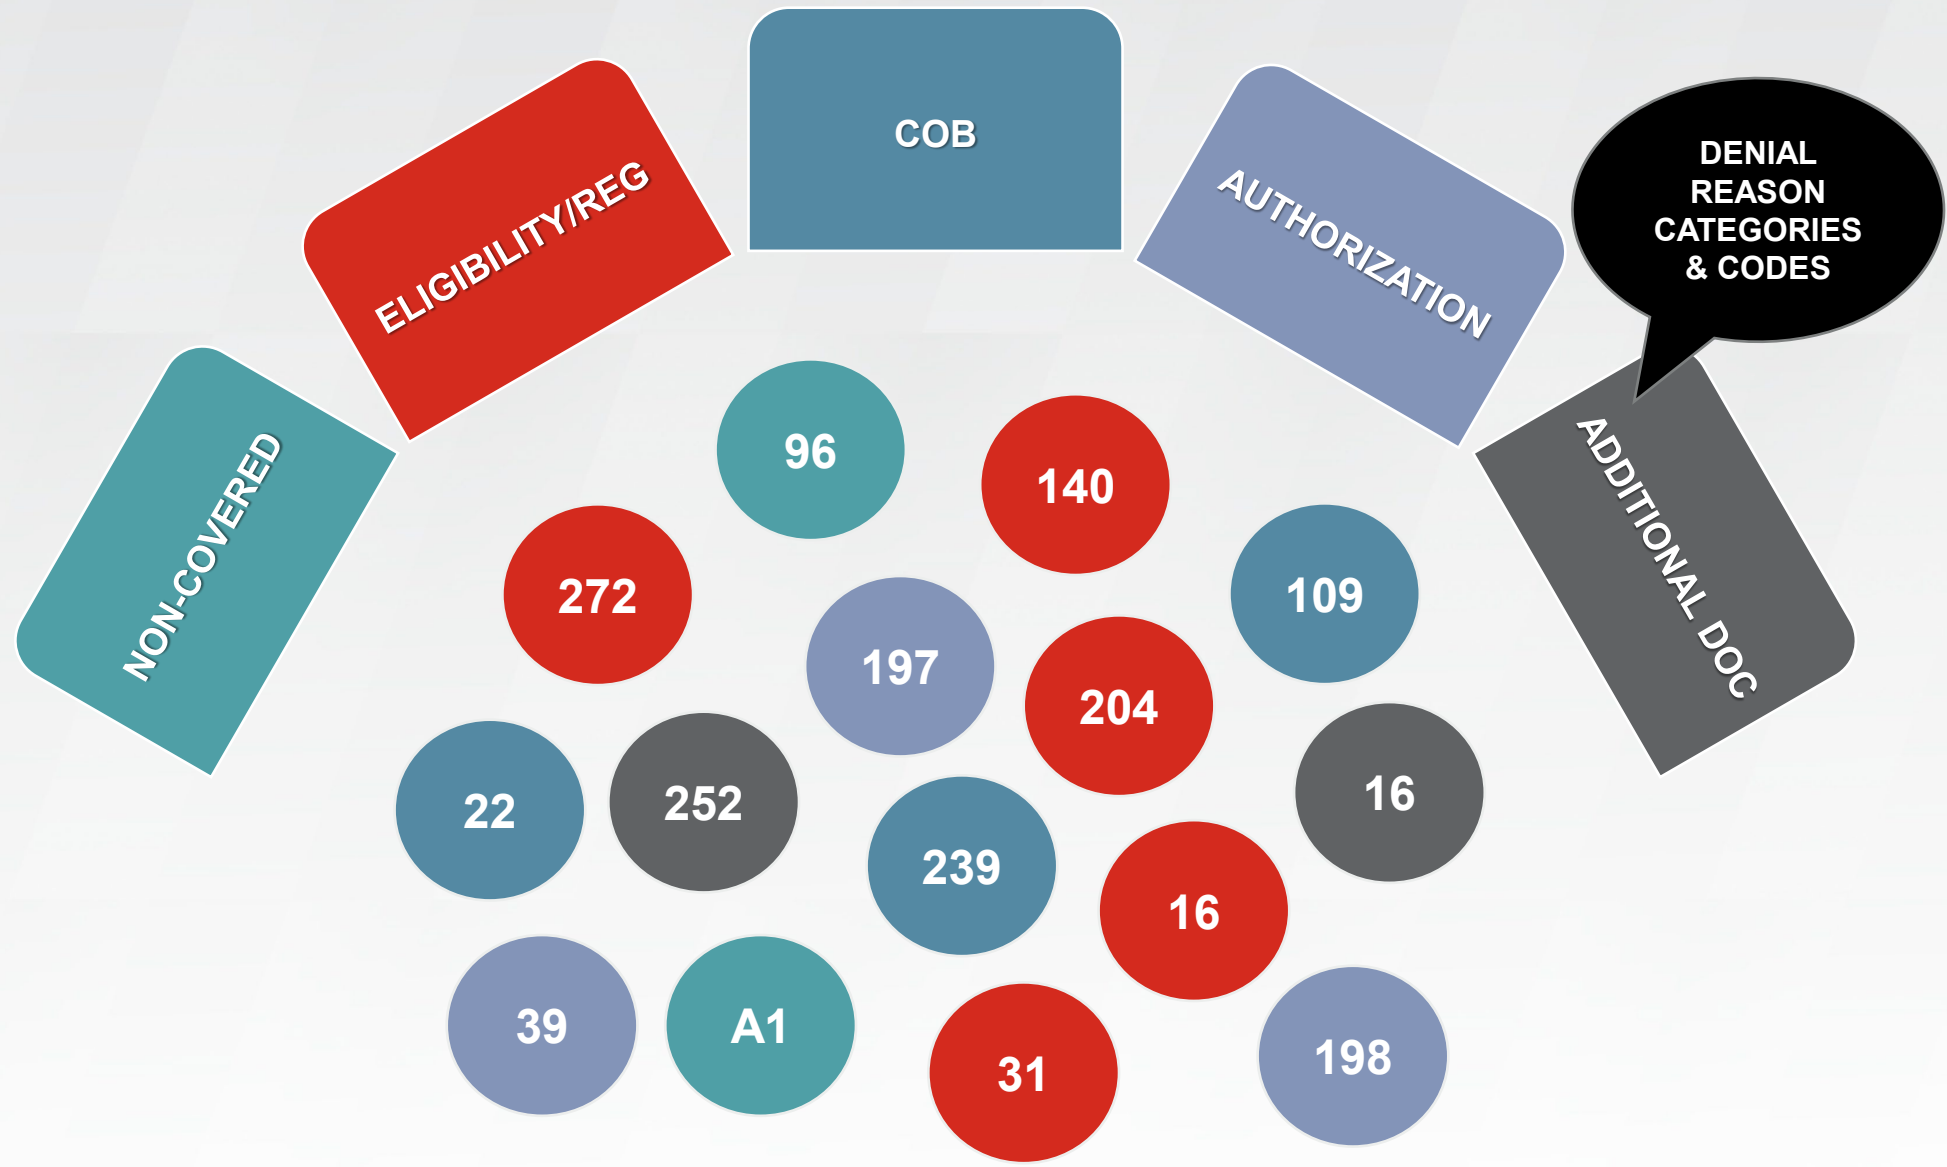 COB
ELIGIBILITY/REG
AUTHORIZATION
DENIAL
REASON
CATEGORIES
& CODES
NON-COVERED
ADDITIONAL DOC
96
140
272
109
197
204
22
252
16
239
16
39
A1
31
198